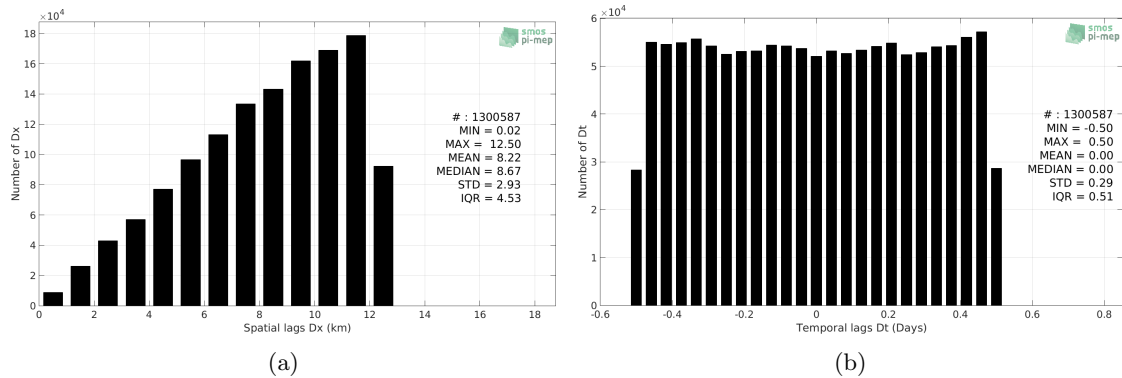 ×10⁴
18
16
14
12
10
8
6
4
2
0
Number of Dx
smos
pi-mep
# : 1300587
MIN = 0.02
MAX = 12.50
MEAN = 8.22
MEDIAN = 8.67
STD = 2.93
IQR = 4.53
0 2 4 6 8 10 12 14 16 18
Spatial lags Dx (km)
(a)
×10⁴
6
5
4
3
2
1
0
Number of Dt
smos
pi-mep
# : 1300587
MIN = -0.50
MAX = 0.50
MEAN = 0.00
MEDIAN = 0.00
STD = 0.29
IQR = 0.51
-0.6 -0.4 -0.2 0 0.2 0.4 0.6 0.8
Temporal lags Dt (Days)
(b)